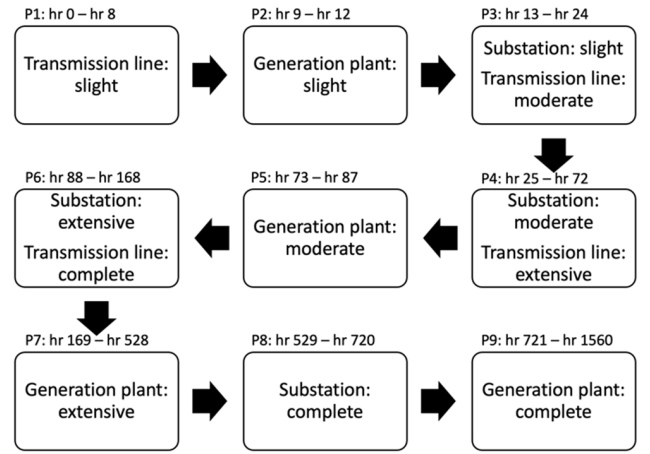 P1: hr 0 – hr 8
Transmission line:
slight
P2: hr 9 – hr 12
Generation plant:
slight
P3: hr 13 – hr 24
Substation: slight
Transmission line:
moderate
P4: hr 25 – hr 72
Substation:
moderate
Transmission line:
extensive
P5: hr 73 – hr 87
Generation plant:
moderate
P6: hr 88 – hr 168
Substation:
extensive
Transmission line:
complete
P7: hr 169 – hr 528
Generation plant:
extensive
P8: hr 529 – hr 720
Substation:
complete
P9: hr 721 – hr 1560
Generation plant:
complete